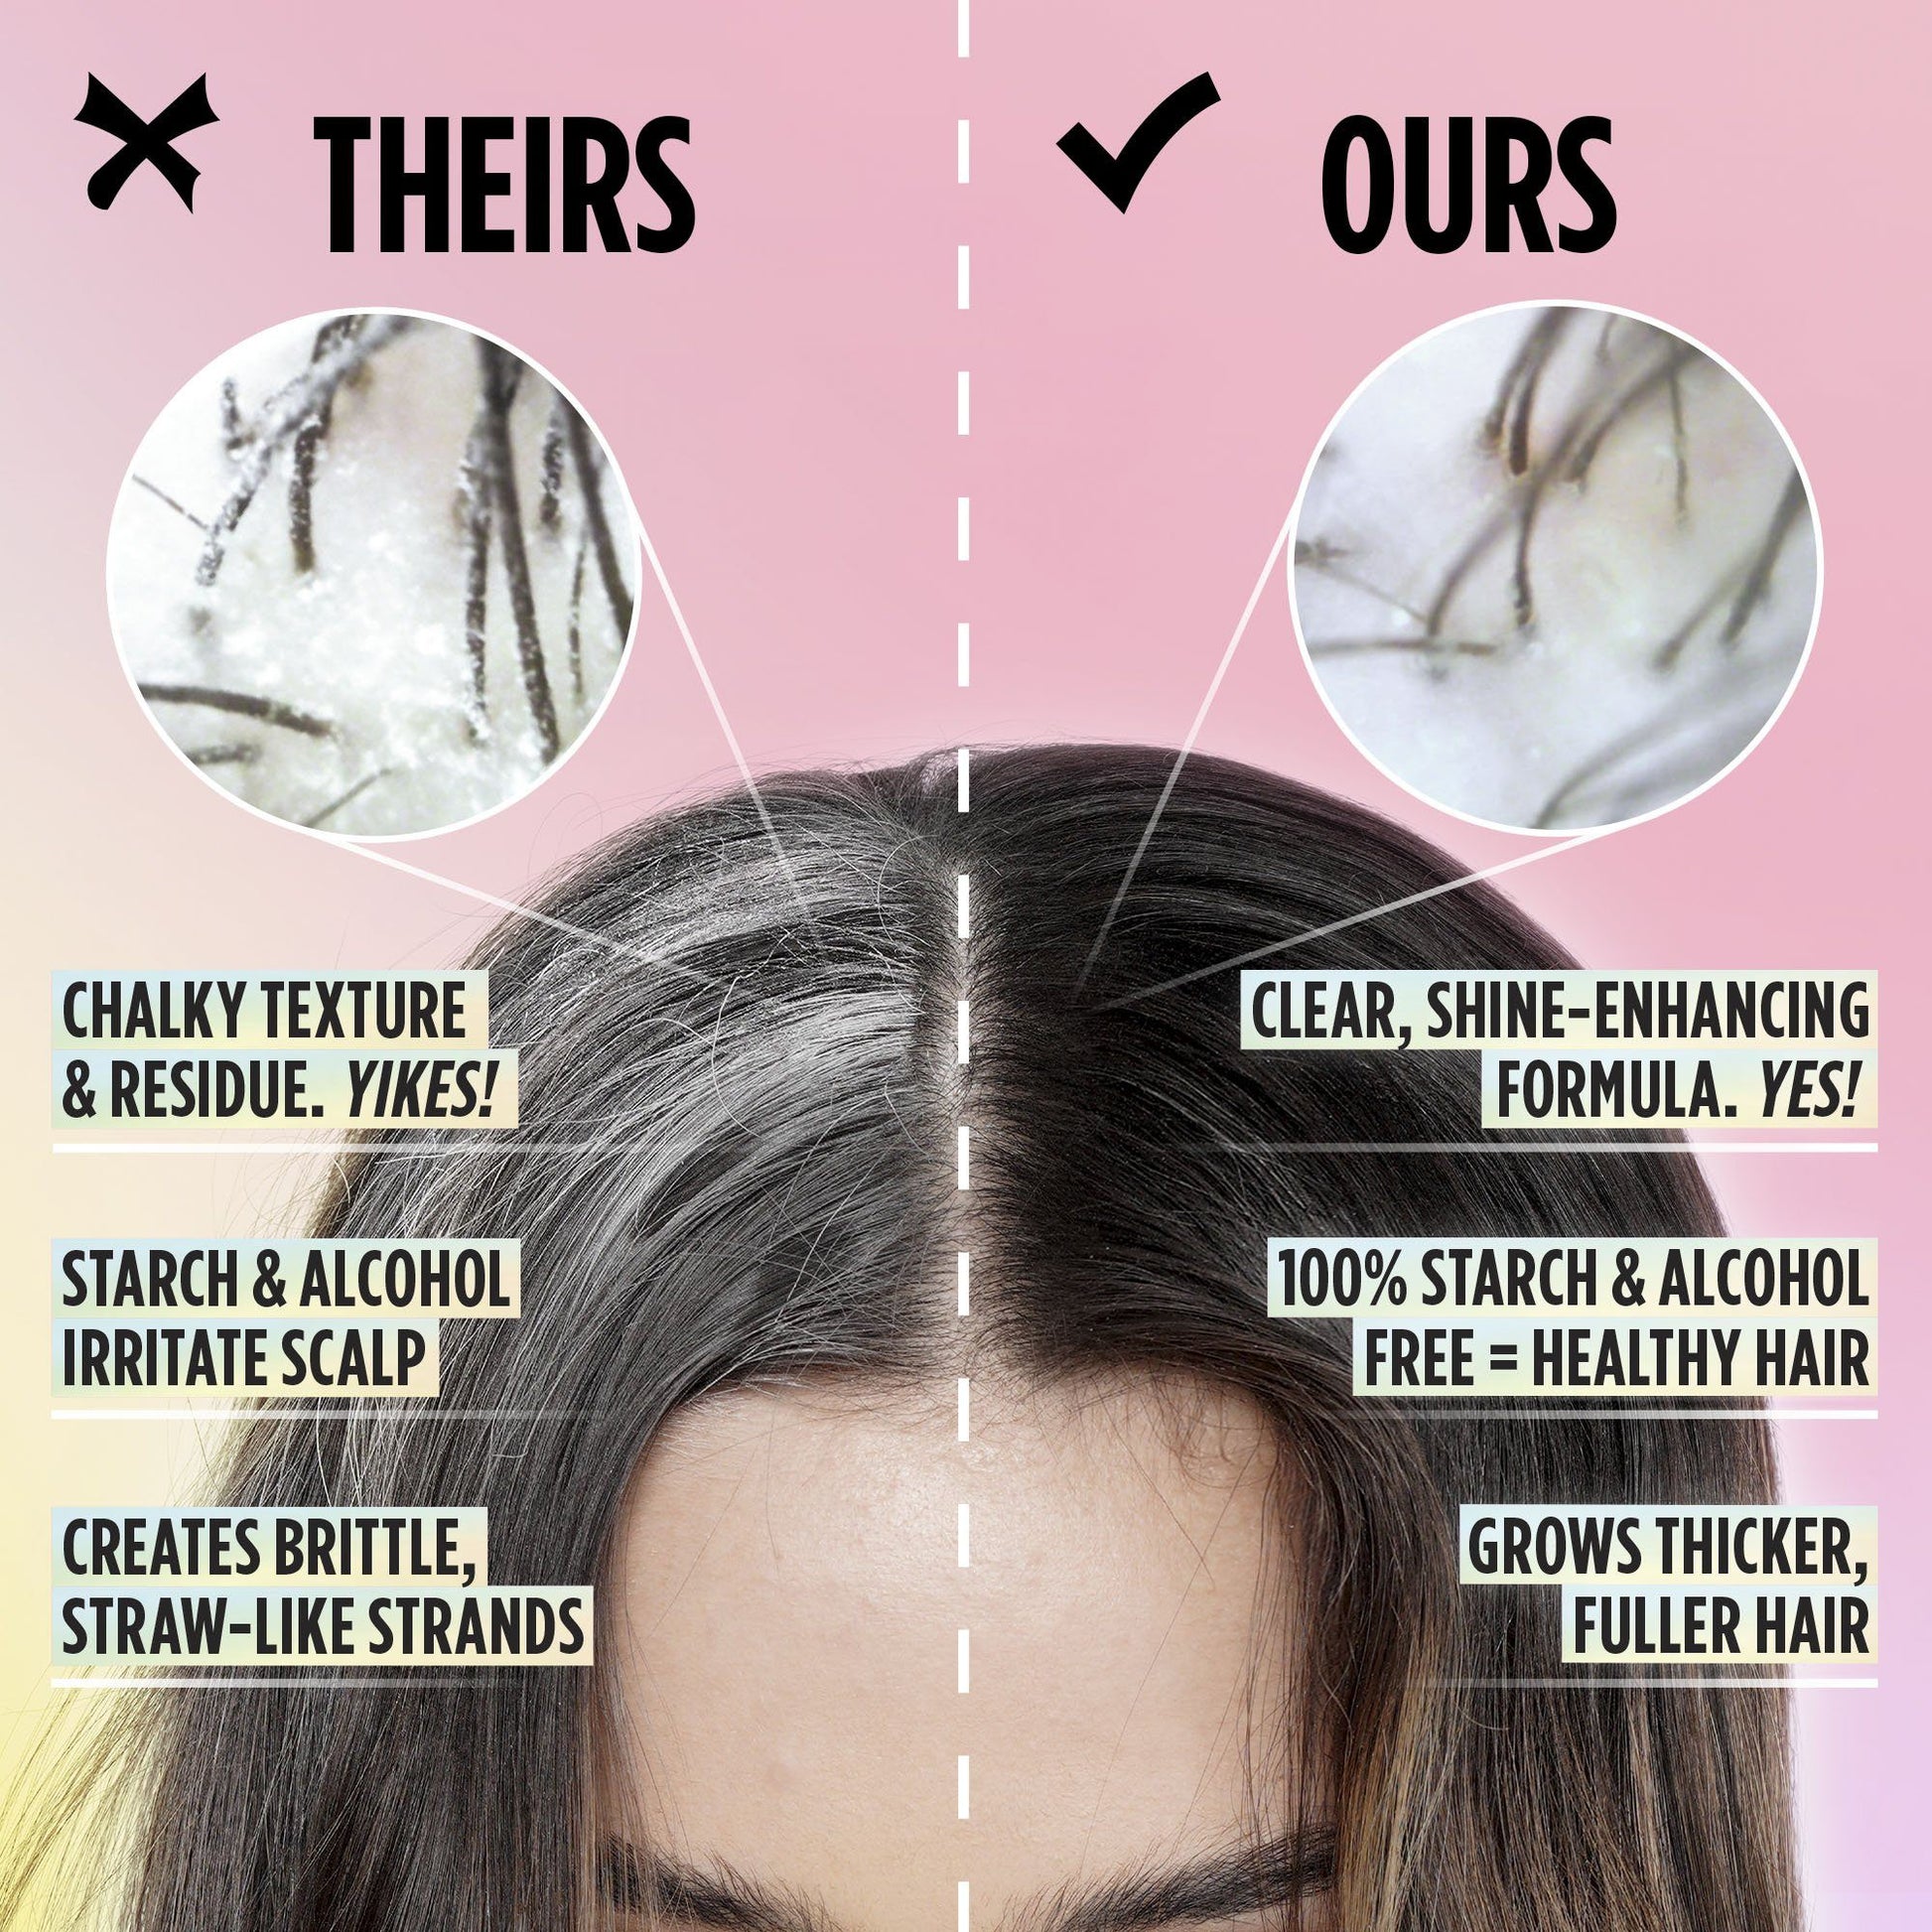 THEIRS
CHALKY TEXTURE
& RESIDUE. YIKES!
STARCH & ALCOHOL
IRRITATE SCALP
CREATES BRITTLE,
STRAW-LIKE STRANDS
OURS
CLEAR, SHINE-ENHANCING
FORMULA. YES!
100% STARCH & ALCOHOL
FREE = HEALTHY HAIR
GROWS THICKER,
FULLER HAIR